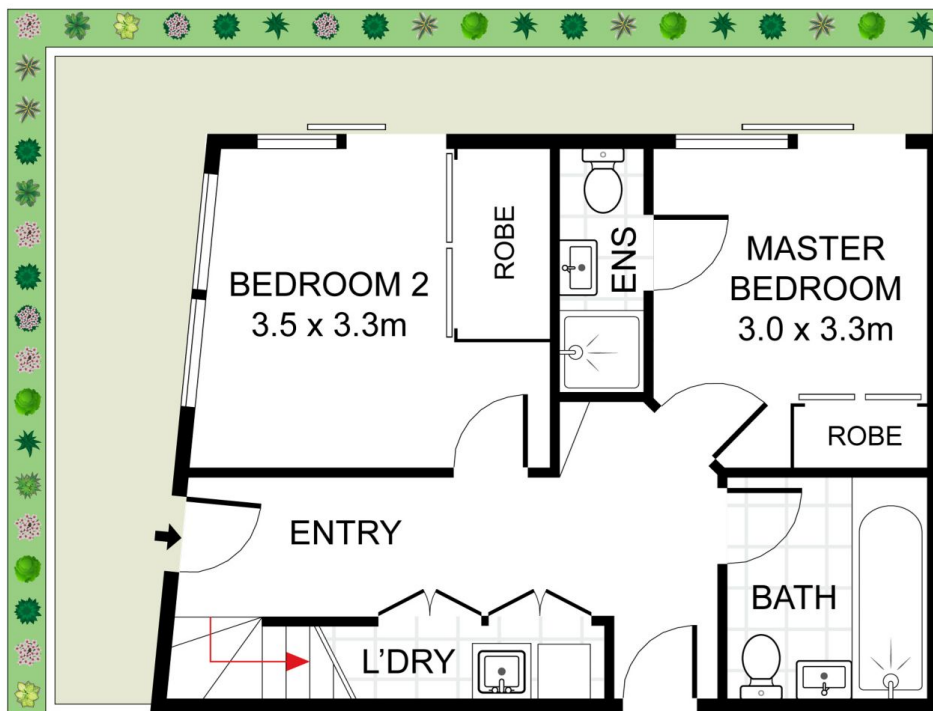 BEDROOM 2
3.5 x 3.3m
ROBE
ENS
MASTER
BEDROOM
3.0 x 3.3m
ROBE
ENTRY
BATH
L'DRY